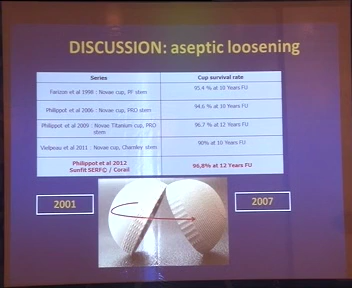 DISCUSSION: aseptic loosening
Series
Cup survival rate
Farizon et al 1998 : Novae cup, PF stem
95.4 % at 10 Years FU
Philippot et al 2006 : Novae cup, PRO stem
94.6 % at 10 Years FU
Philippot et al 2009 : Novae Titanium cup, PRO
stem
96.7 % at 12 Years FU
Vielpeau et al 2011 : Novae cup, Charnley stem
90% at 10 Years FU
Philippot et al 2012
Sunfit SERF© / Corail
96,8% at 12 Years FU
2001
2007